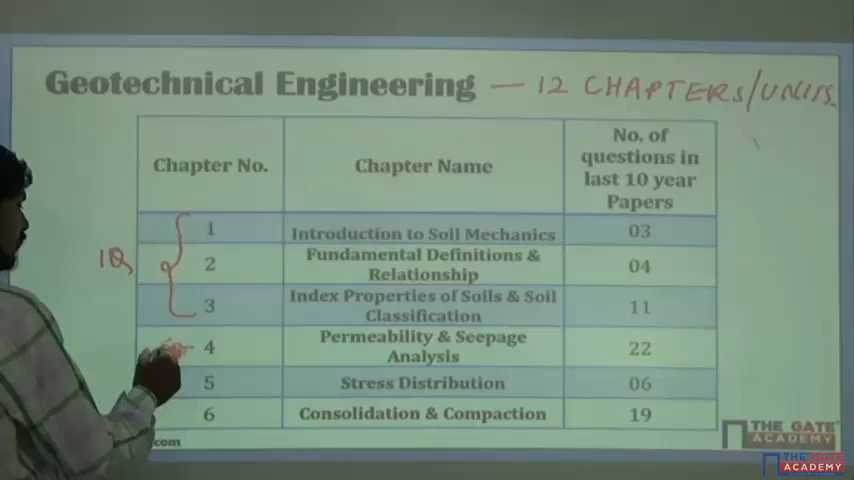 Geotechnical Engineering — 12 CHAPTERS/UNITS
Chapter No.
Chapter Name
No. of
questions in
last 10 year
Papers
1
Introduction to Soil Mechanics
03
2
Fundamental Definitions &
Relationship
04
3
Index Properties of Soils & Soil
Classification
11
4
Permeability & Seepage
Analysis
22
5
Stress Distribution
06
6
Consolidation & Compaction
19
1Q
com
THE GATE
ACADEMY
THE GATE
ACADEMY